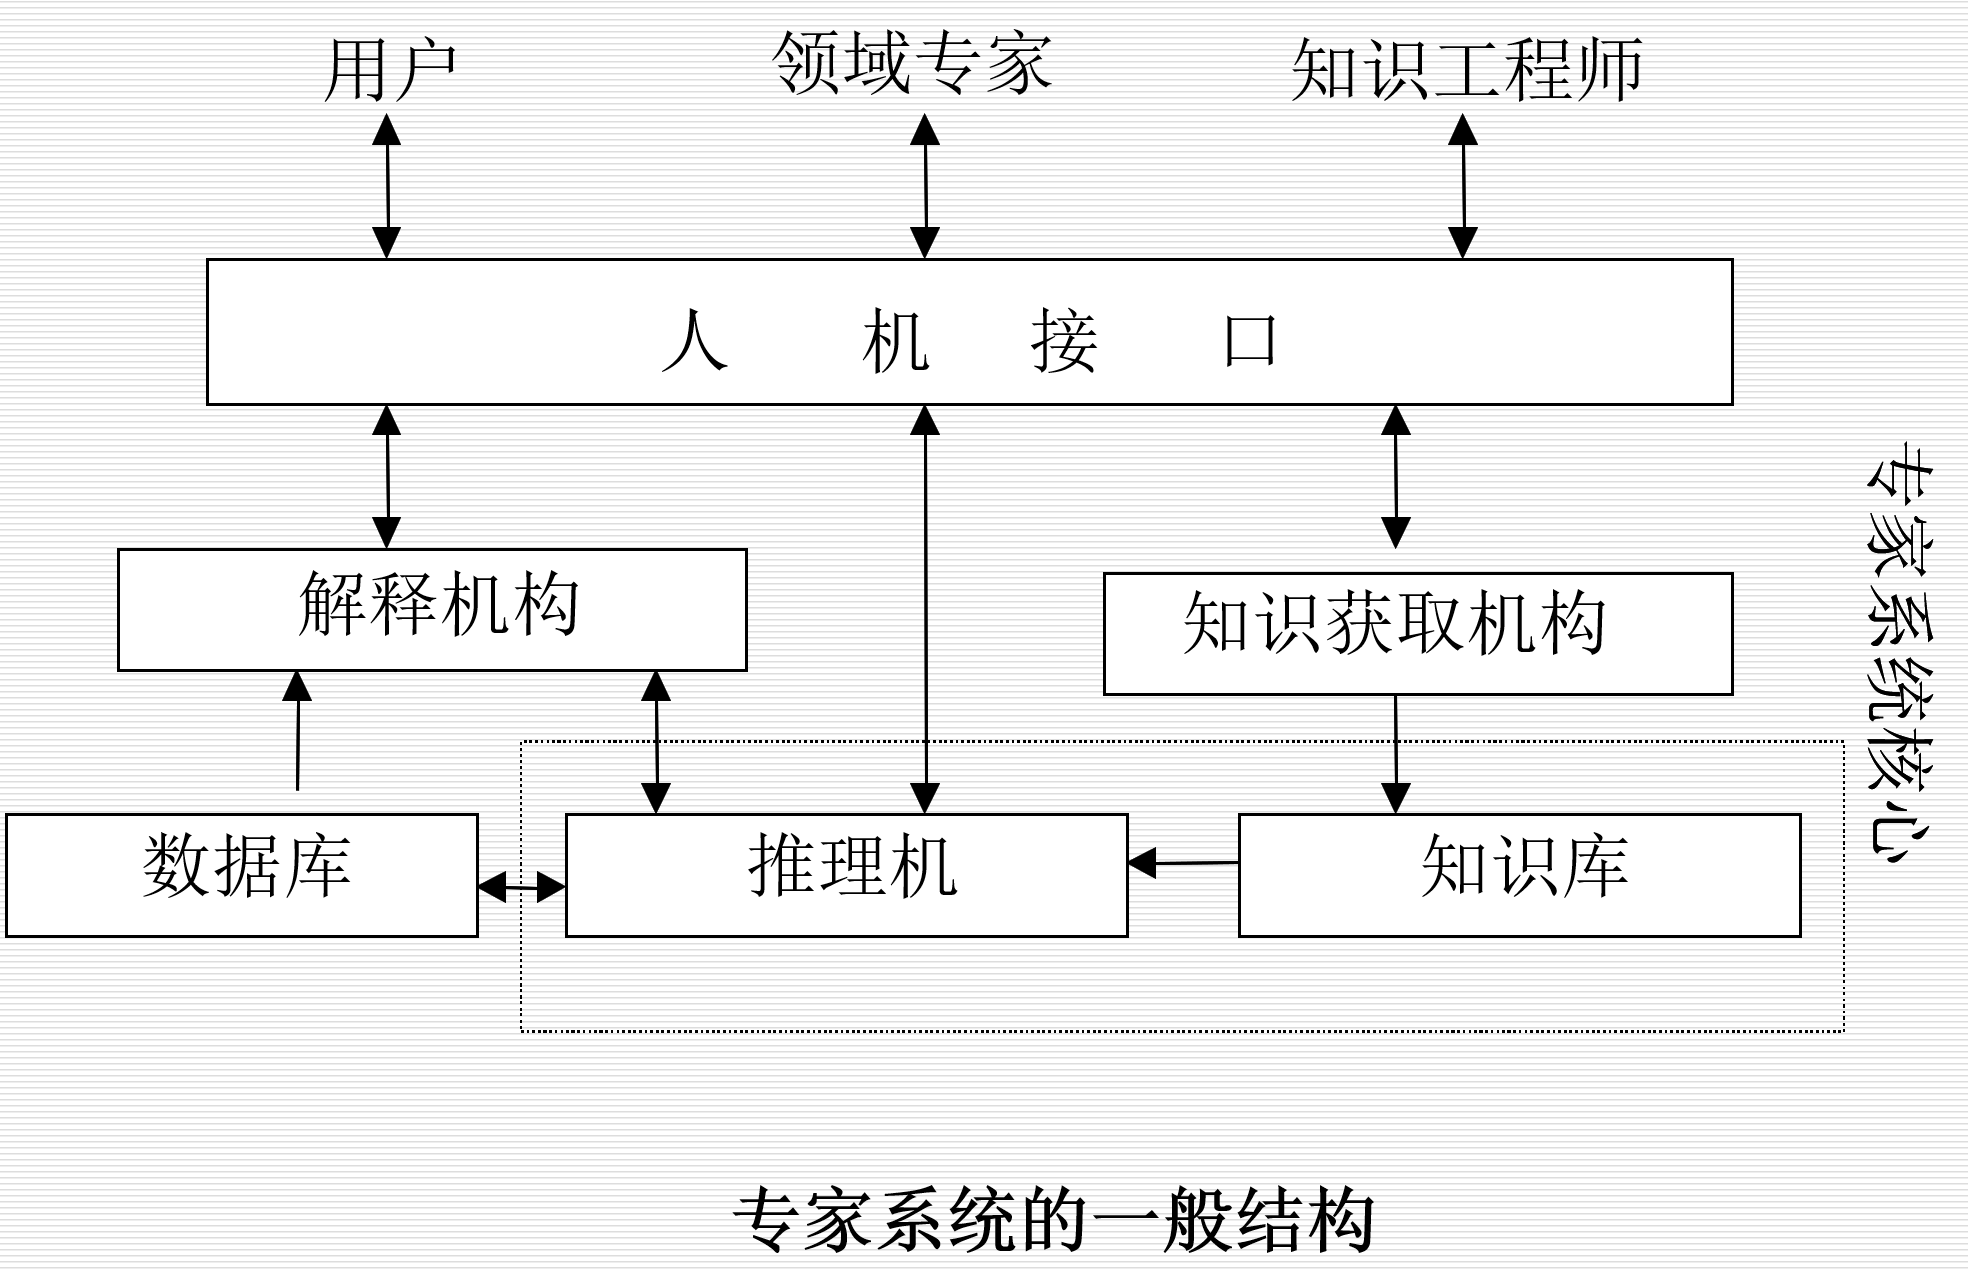 用户
领域专家
知识工程师
人 机 接 口
解释机构
知识获取机构
专家系统核心
数据库
推理机
知识库
专家系统的一般结构